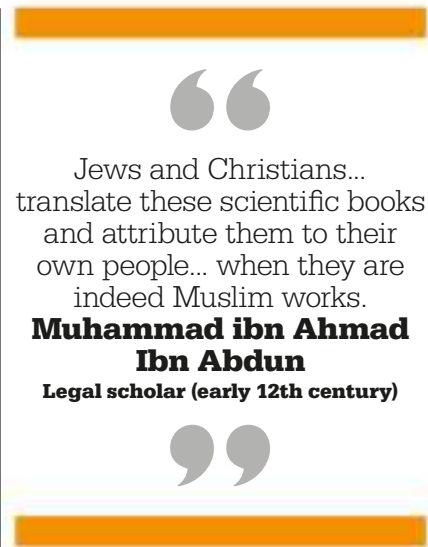 “
Jews and Christians...
translate these scientific books
and attribute them to their
own people... when they are
indeed Muslim works.
Muhammad ibn Ahmad
Ibn Abdun
Legal scholar (early 12th century)
”